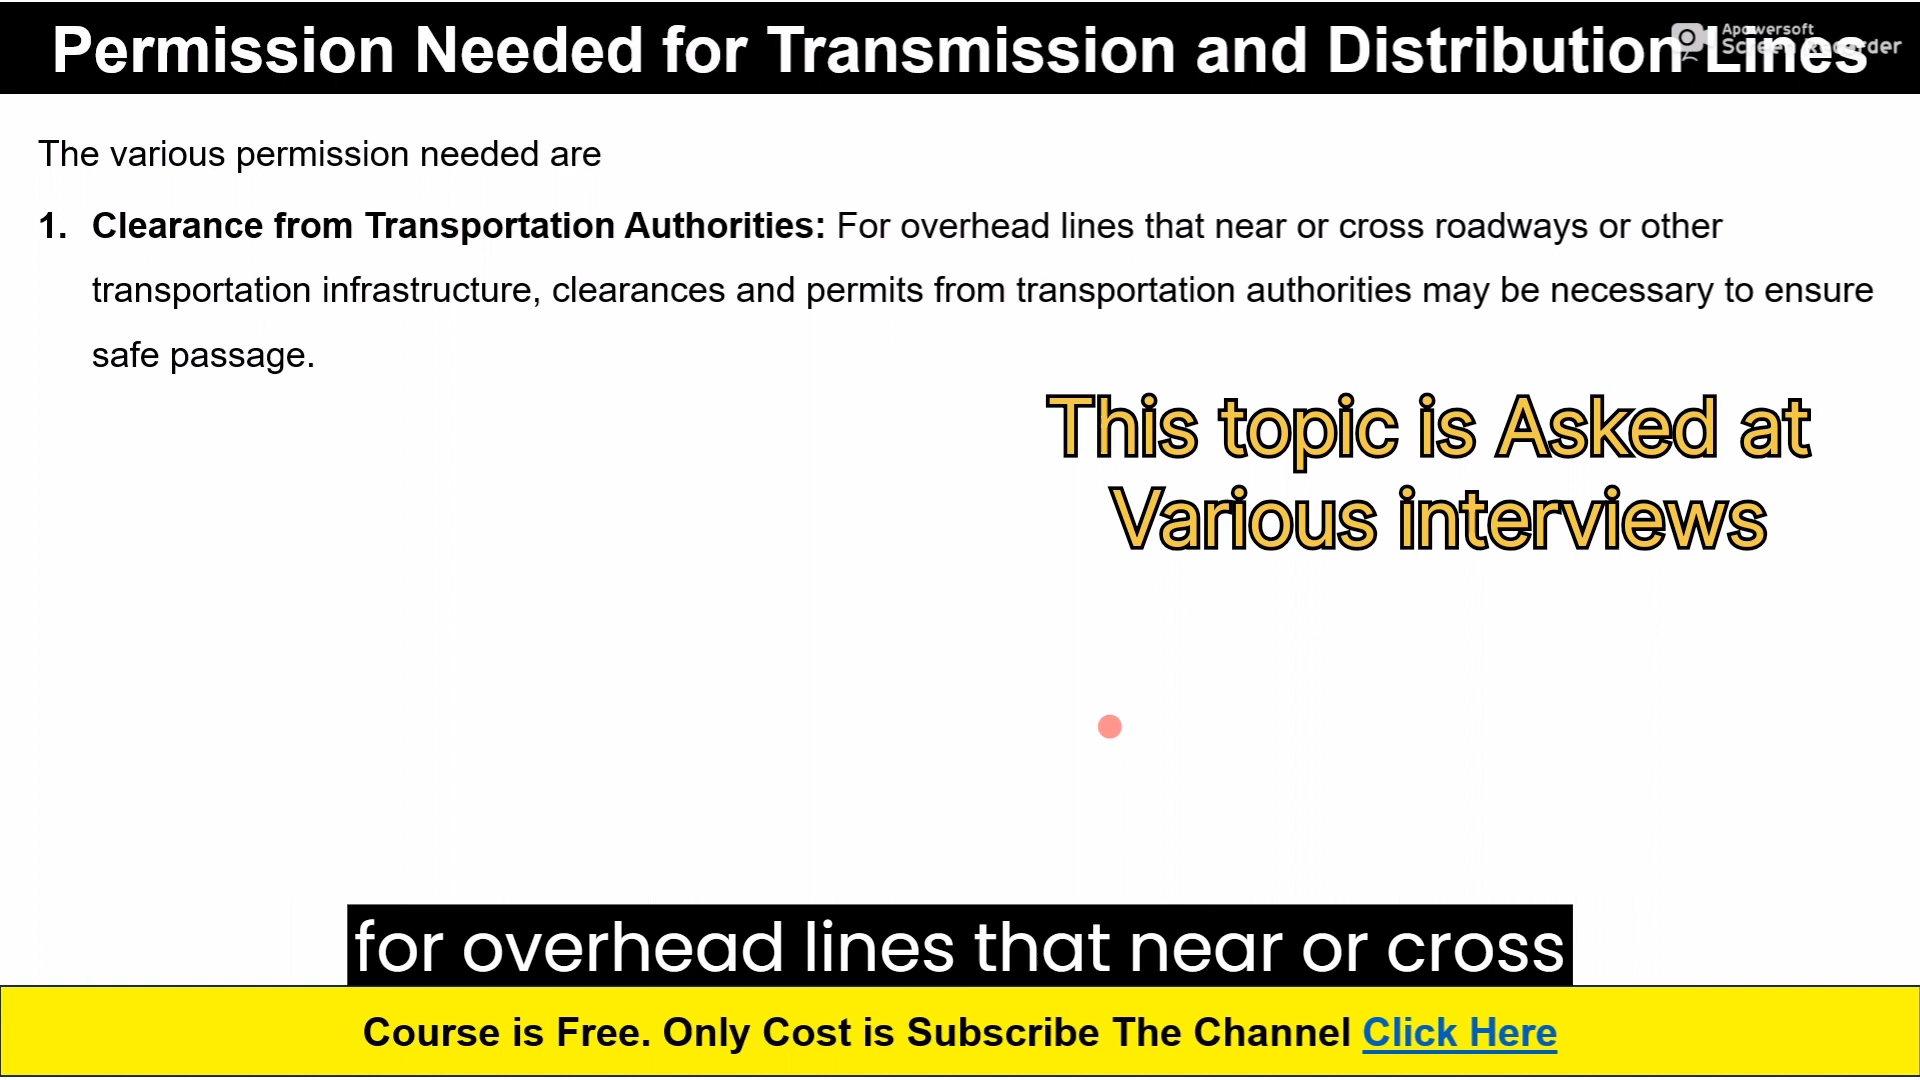 Permission Needed for Transmission and Distribution Lines
Apowersoft
Screen Recorder
The various permission needed are
1. Clearance from Transportation Authorities: For overhead lines that near or cross roadways or other
transportation infrastructure, clearances and permits from transportation authorities may be necessary to ensure
safe passage.
This topic is Asked at
Various interviews
for overhead lines that near or cross
Course is Free. Only Cost is Subscribe The Channel Click Here